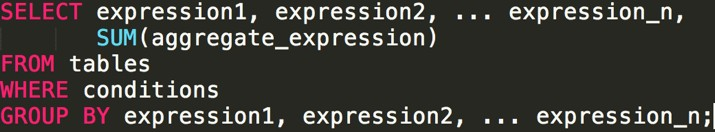 SELECT expression1, expression2, ... expression_n,
SUM(aggregate_expression)
FROM tables
WHERE conditions
GROUP BY expression1, expression2, ... expression_n;